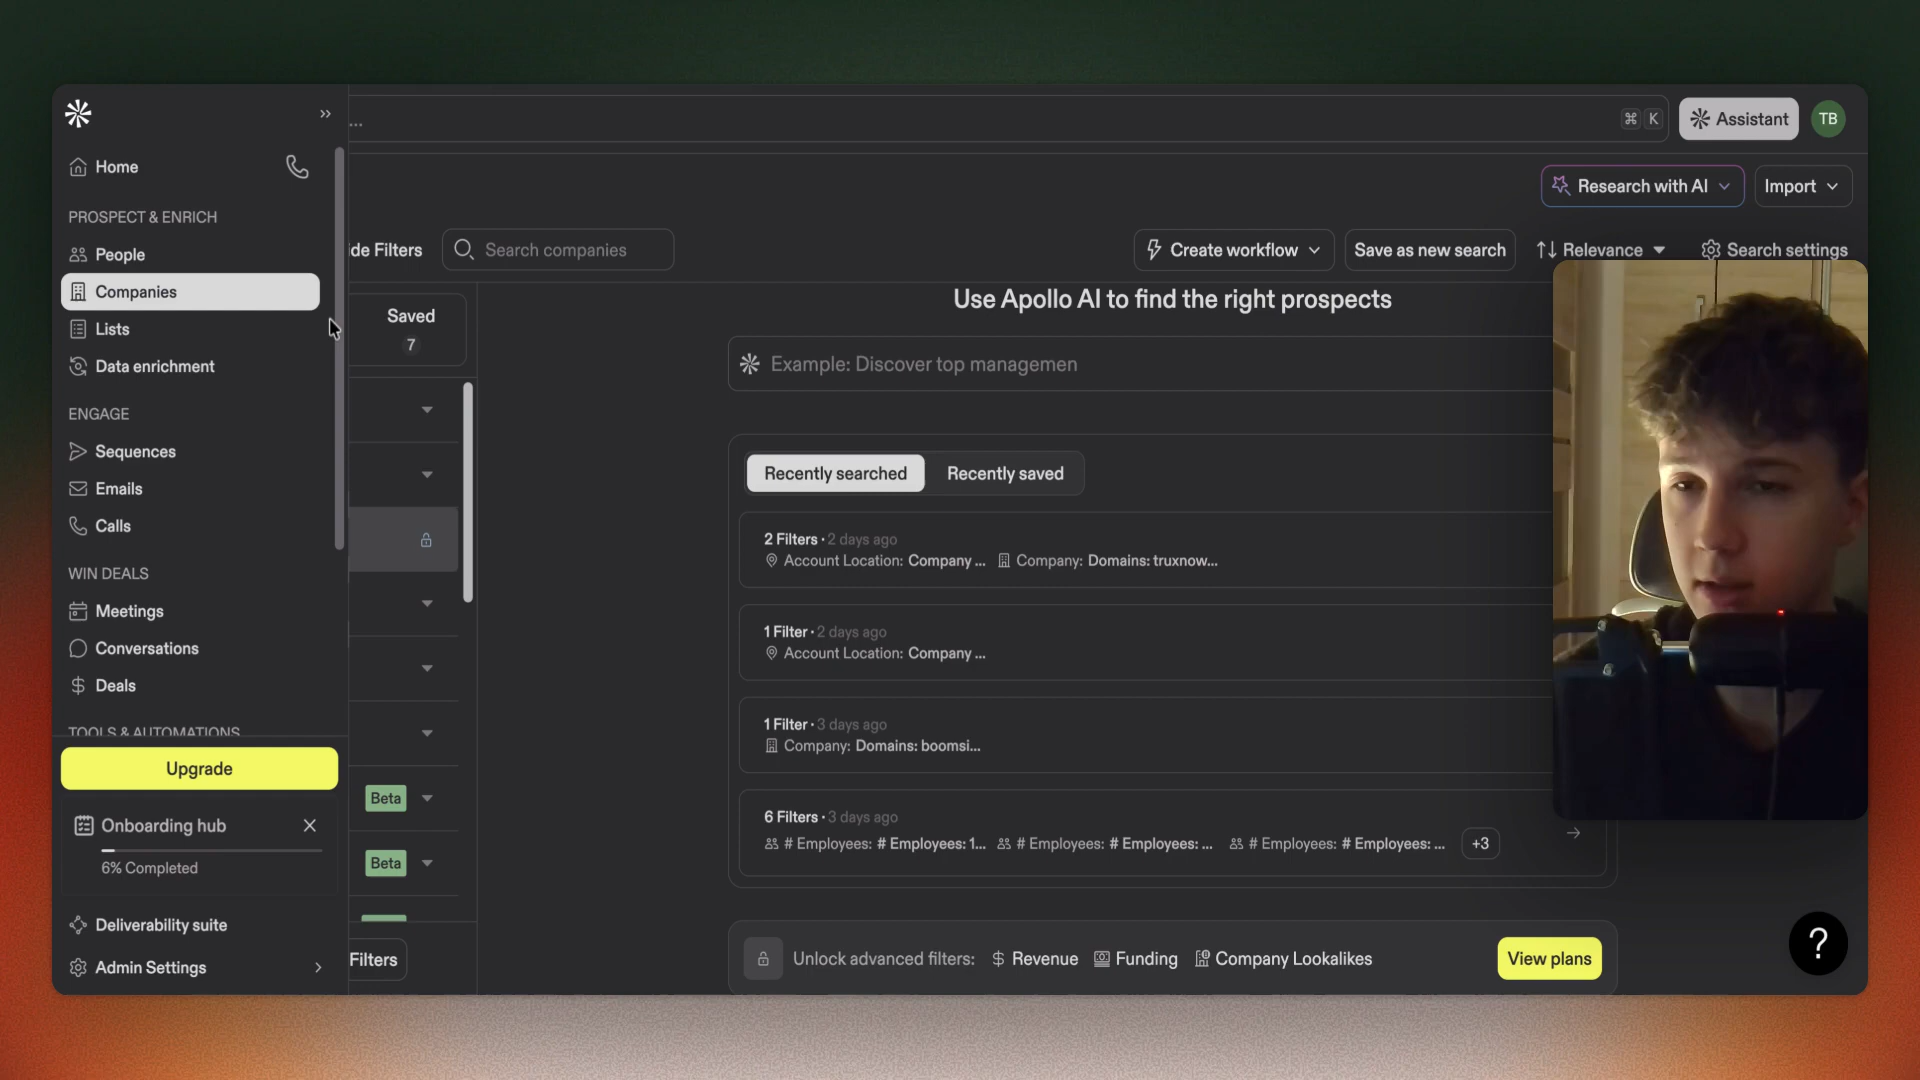 ...
⌘ K
Assistant
TB
Home
Research with AI
Import
PROSPECT & ENRICH
People
Companies
Lists
Data enrichment
ENGAGE
Sequences
Emails
Calls
WIN DEALS
Meetings
Conversations
Deals
TOOLS & AUTOMATIONS
Upgrade
Onboarding hub
6% Completed
Deliverability suite
Admin Settings
de Filters
Search companies
Create workflow
Save as new search
Relevance
Search settings
Saved
7
Beta
Beta
Filters
Use Apollo AI to find the right prospects
Example: Discover top managemen
Recently searched
Recently saved
2 Filters · 2 days ago
Account Location: Company ... Company: Domains: truxnow...
1 Filter · 2 days ago
Account Location: Company ...
1 Filter · 3 days ago
Company: Domains: boomsi...
6 Filters · 3 days ago
# Employees: # Employees: 1... # Employees: # Employees: ... # Employees: # Employees: ... +3
Unlock advanced filters: Revenue Funding Company Lookalikes
View plans
?